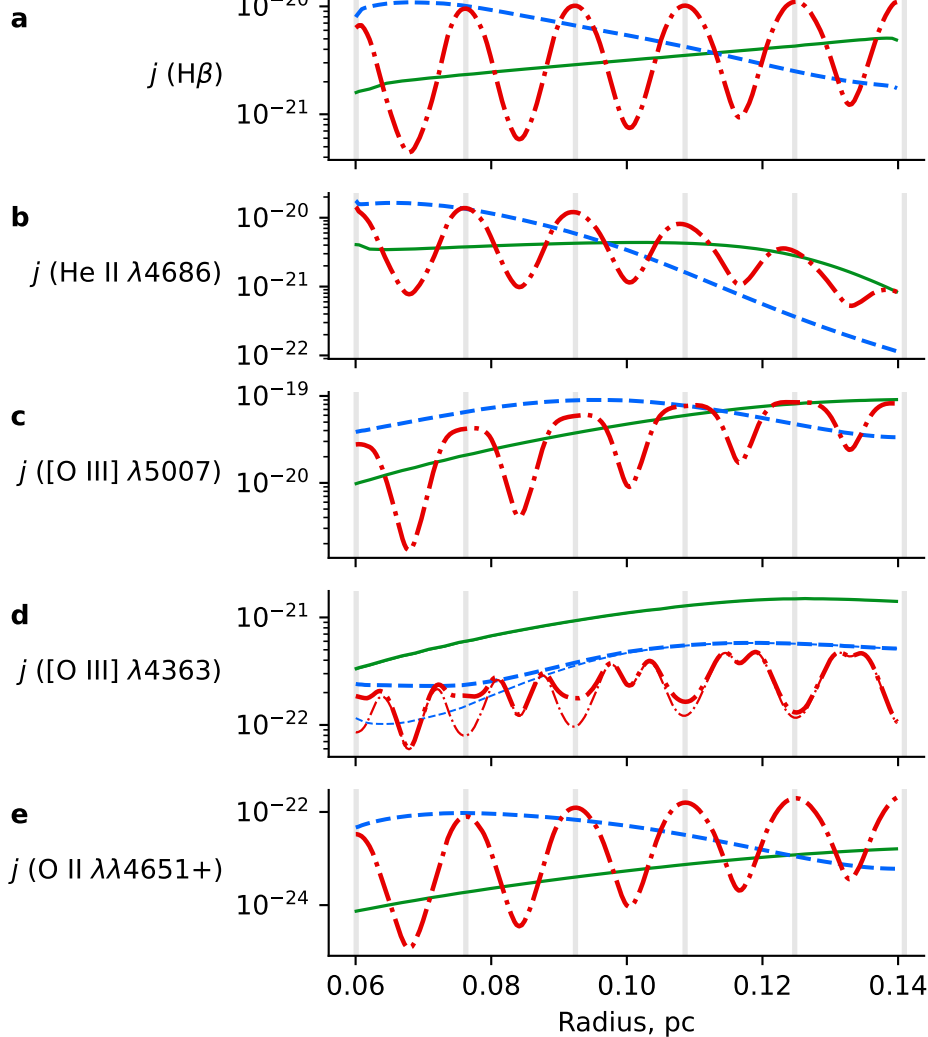 a
j (Hβ)
10⁻²⁰
10⁻²¹
b
j (He II λ4686)
10⁻²⁰
10⁻²¹
10⁻²²
c
j ([O III] λ5007)
10⁻¹⁹
10⁻²⁰
d
j ([O III] λ4363)
10⁻²¹
10⁻²²
e
j (O II λλ4651+)
10⁻²²
10⁻²⁴
0.06 0.08 0.10 0.12 0.14
Radius, pc